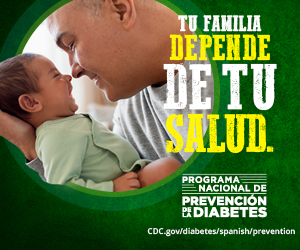 TU FAMILIA
DEPENDE
DE TU
SALUD.
PROGRAMA
NACIONAL DE
PREVENCIÓN
DE LA DIABETES
CDC.gov/diabetes/spanish/prevention